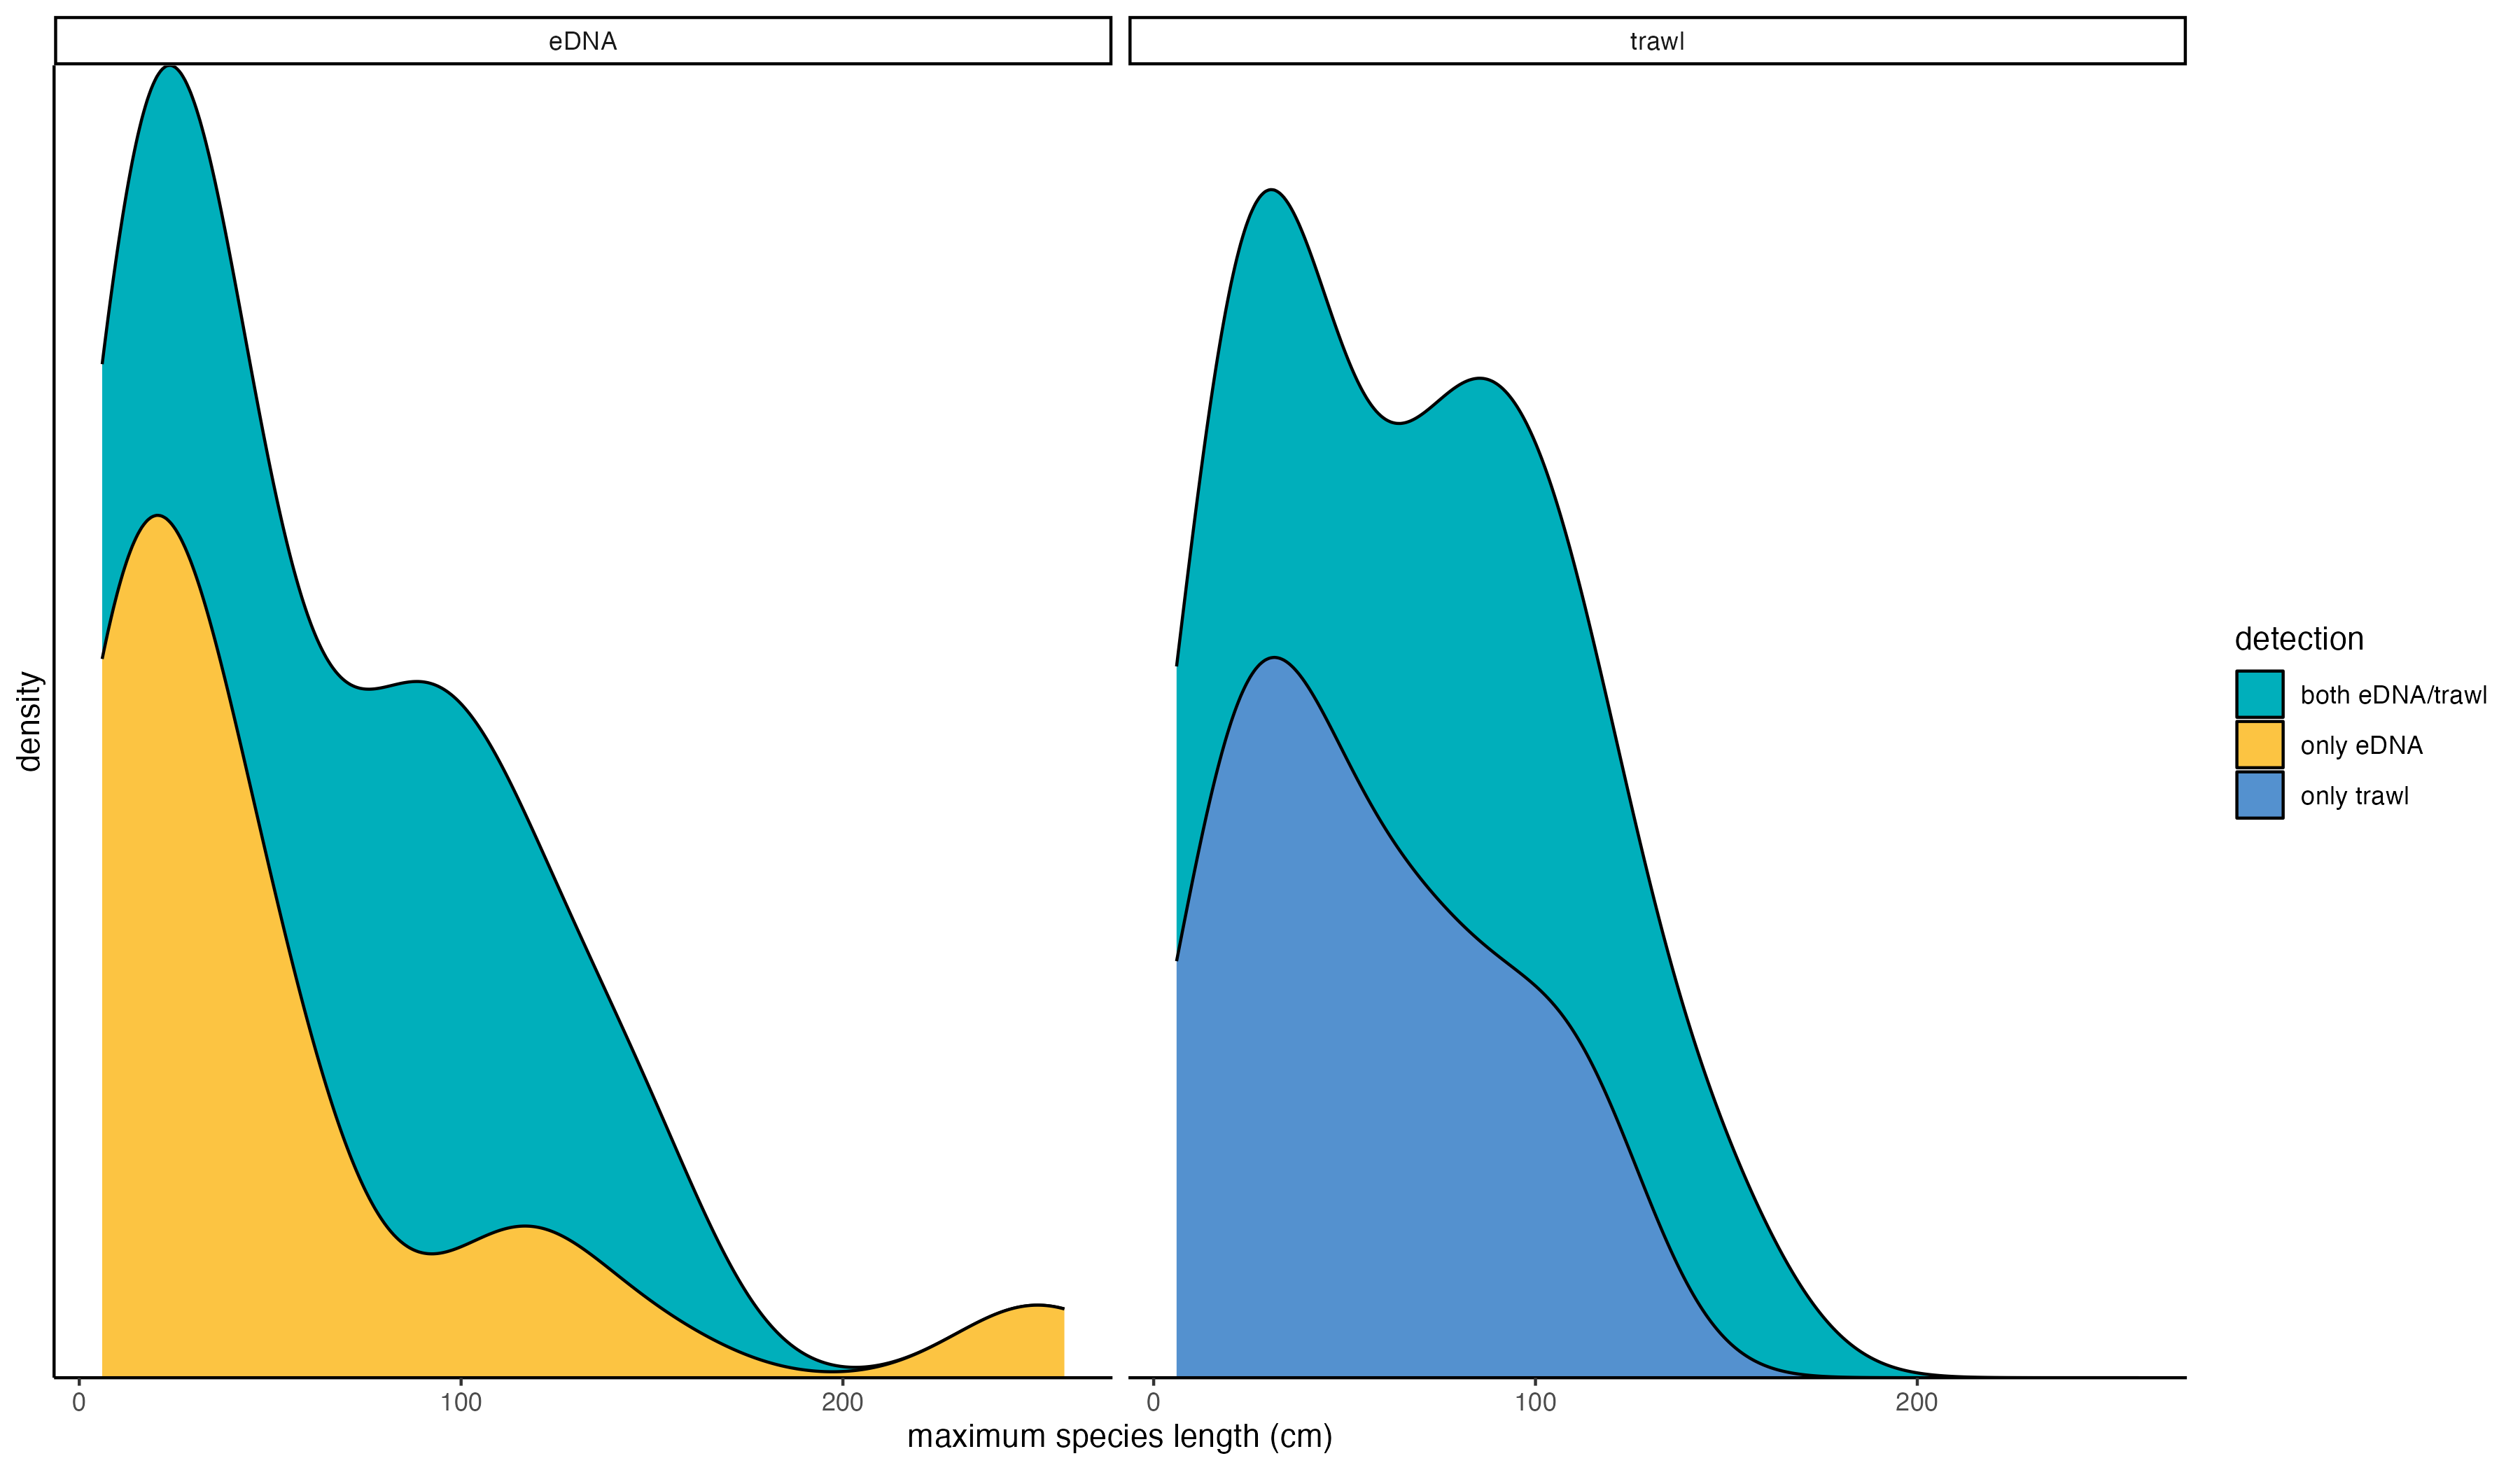 eDNA
trawl
density
0
100
200
0
100
200
maximum species length (cm)
detection
both eDNA/trawl
only eDNA
only trawl